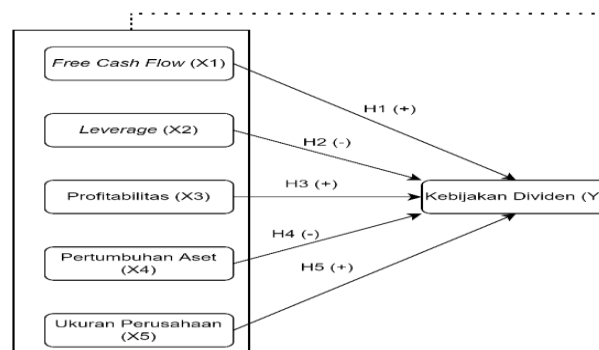 Free Cash Flow (X1)
H1 (+)
Leverage (X2)
H2 (-)
Profitabilitas (X3)
H3 (+)
Kebijakan Dividen (Y
H4 (-)
Pertumbuhan Aset
(X4)
H5 (+)
Ukuran Perusahaan
(X5)